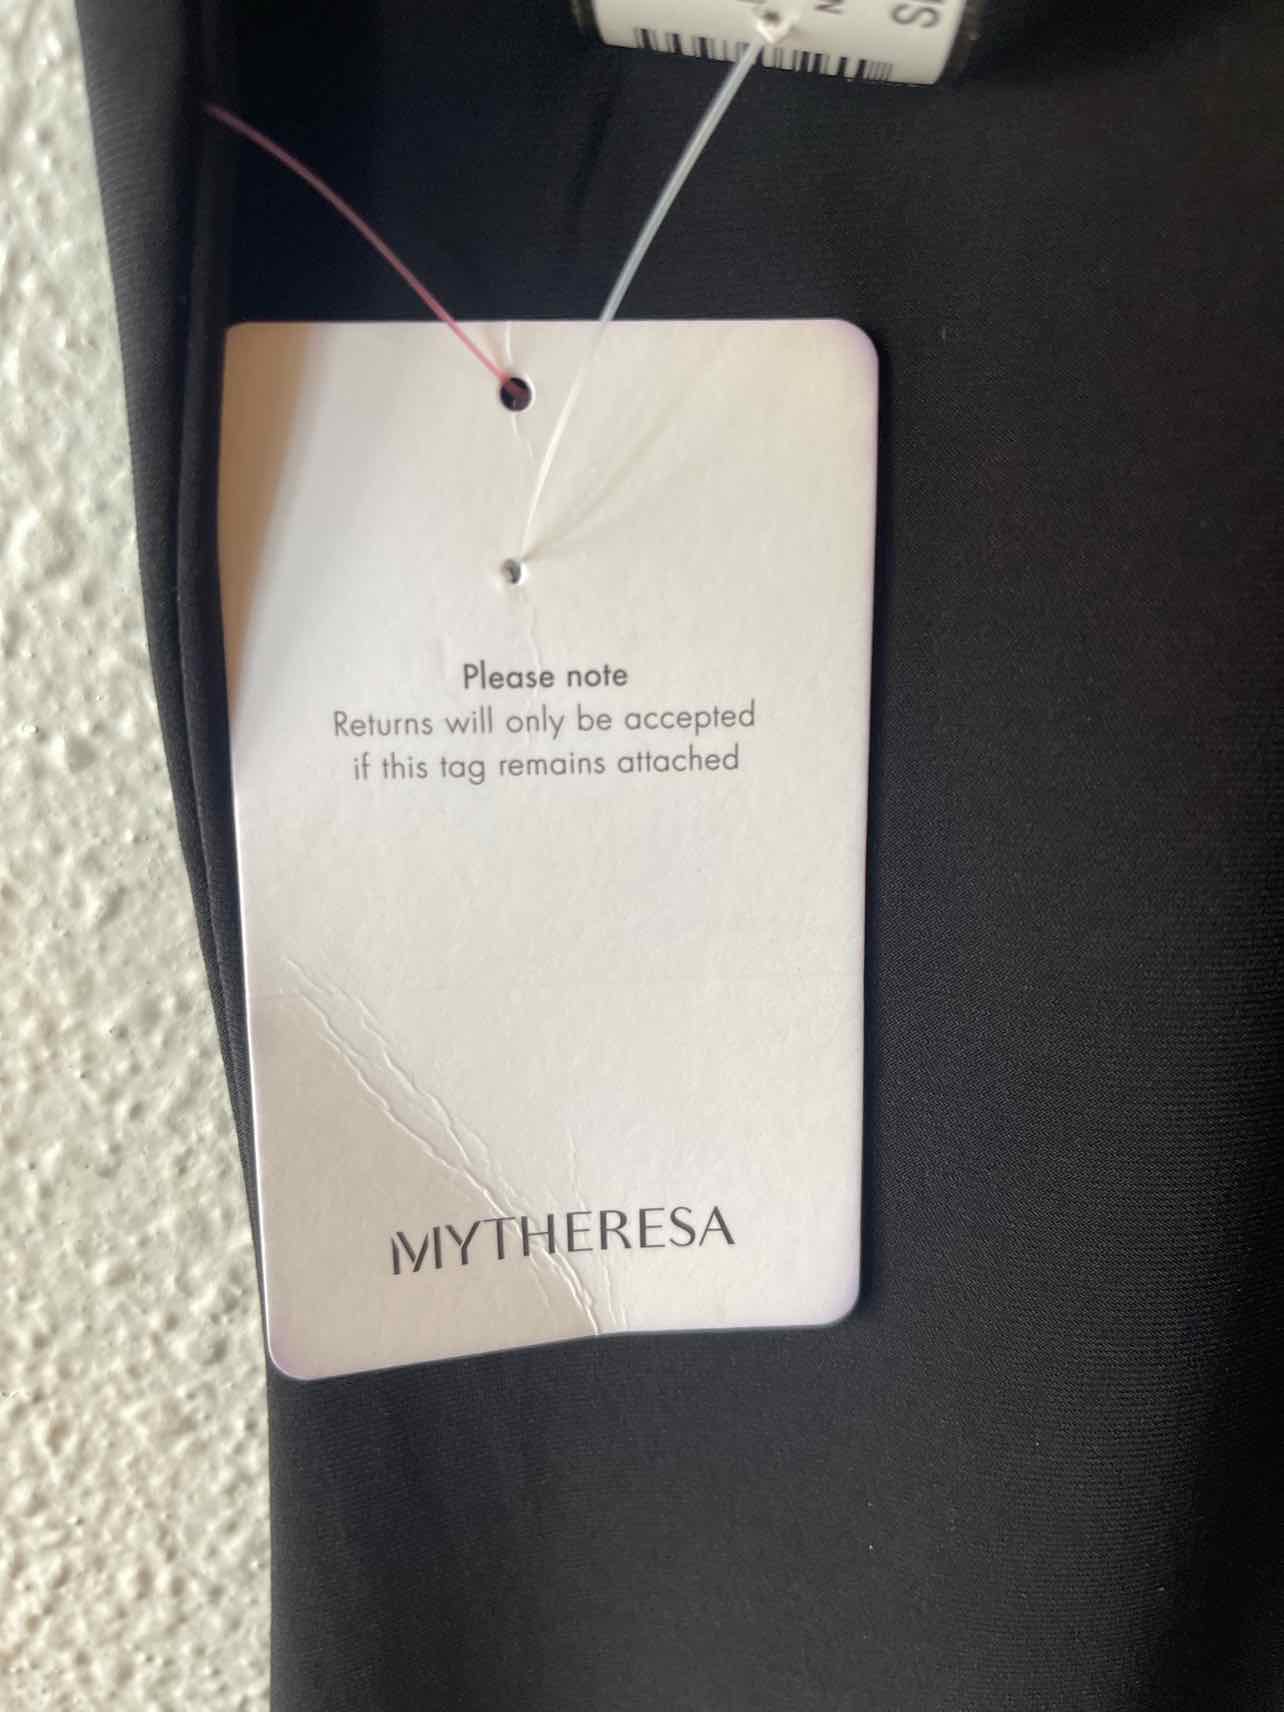 Please note
Returns will only be accepted
if this tag remains attached
MYTHERESA